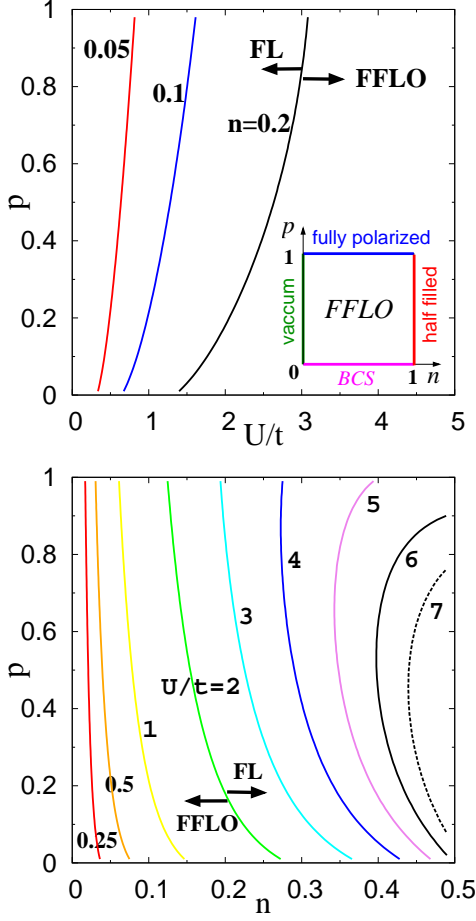 1
0.8
0.6
0.4
0.2
0
p
0.05
0.1
n=0.2
FL
FFLO
p
fully polarized
1
vaccum
FFLO
half filled
0
BCS
1 n
0 1 2 3 4 5
U/t
1
0.8
0.6
0.4
0.2
0
p
5
6
4
7
3
U/t=2
1
0.5
0.25
FL
FFLO
0 0.1 0.2 0.3 0.4 0.5
n